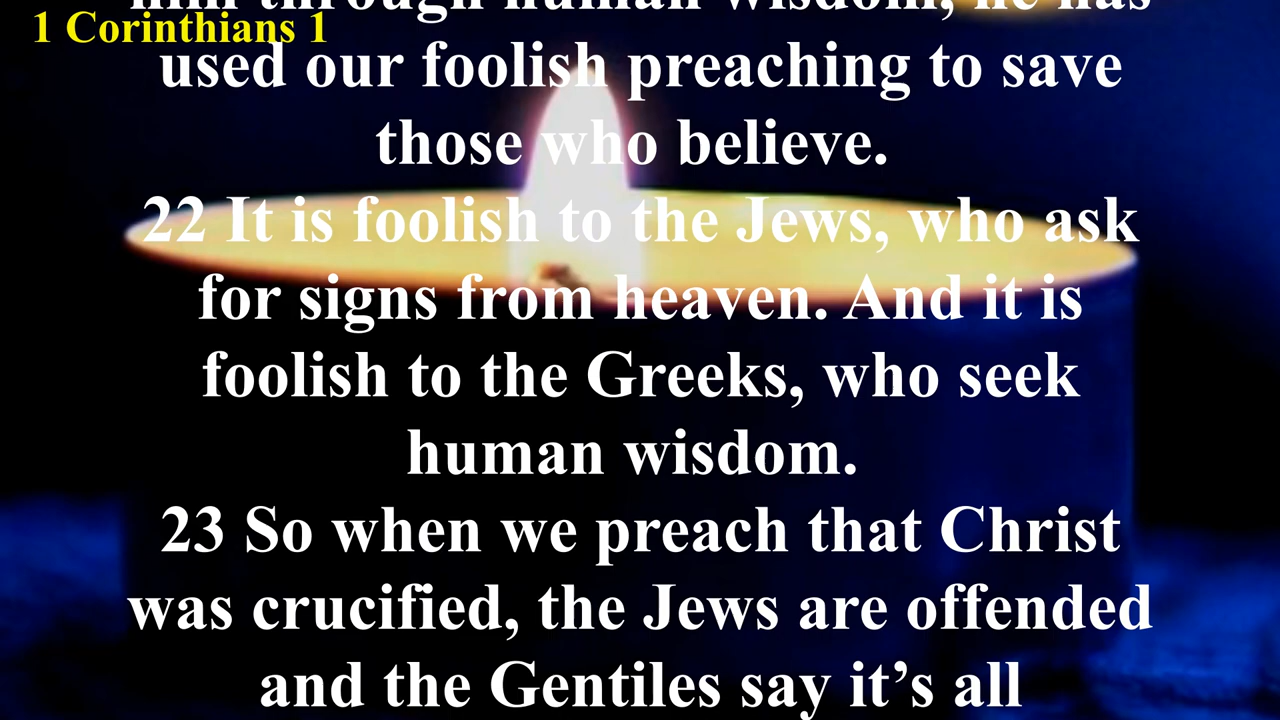 him through human wisdom, he has
1 Corinthians 1
used our foolish preaching to save
those who believe.
22 It is foolish to the Jews, who ask
for signs from heaven. And it is
foolish to the Greeks, who seek
human wisdom.
23 So when we preach that Christ
was crucified, the Jews are offended
and the Gentiles say it’s all